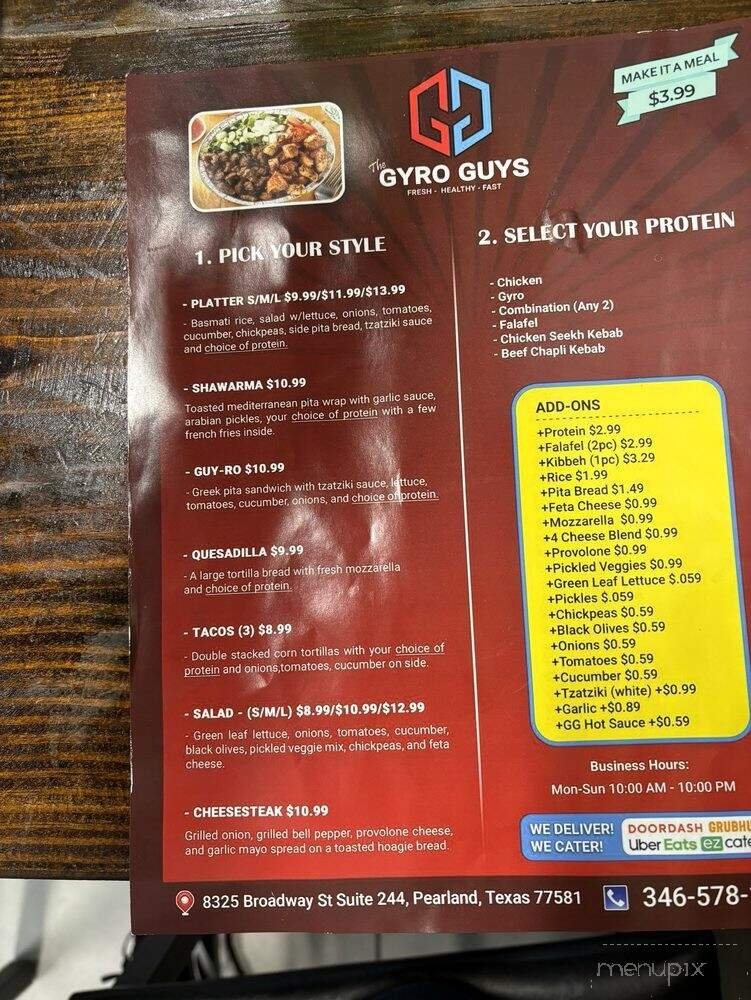 MAKE IT A MEAL
$3.99
The
GYRO GUYS
FRESH - HEALTHY - FAST
1. PICK YOUR STYLE
- PLATTER S/M/L $9.99/$11.99/$13.99
- Basmati rice, salad w/lettuce, onions, tomatoes,
cucumber, chickpeas, side pita bread, tzatziki sauce
and choice of protein.
- SHAWARMA $10.99
Toasted mediterranean pita wrap with garlic sauce,
arabian pickles, your choice of protein with a few
french fries inside.
- GUY-RO $10.99
- Greek pita sandwich with tzatziki sauce, lettuce,
tomatoes, cucumber, onions, and choice of protein.
- QUESADILLA $9.99
- A large tortilla bread with fresh mozzarella
and choice of protein.
- TACOS (3) $8.99
- Double stacked corn tortillas with your choice of
protein and onions,tomatoes, cucumber on side.
- SALAD - (S/M/L) $8.99/$10.99/$12.99
- Green leaf lettuce, onions, tomatoes, cucumber,
black olives, pickled veggie mix, chickpeas, and feta
cheese.
- CHEESESTEAK $10.99
Grilled onion, grilled bell pepper, provolone cheese,
and garlic mayo spread on a toasted hoagie bread.
2. SELECT YOUR PROTEIN
- Chicken
- Gyro
- Combination (Any 2)
- Falafel
- Chicken Seekh Kebab
- Beef Chapli Kebab
ADD-ONS
+Protein $2.99
+Falafel (2pc) $2.99
+Kibbeh (1pc) $3.29
+Rice $1.99
+Pita Bread $1.49
+Feta Cheese $0.99
+Mozzarella $0.99
+4 Cheese Blend $0.99
+Provolone $0.99
+Pickled Veggies $0.99
+Green Leaf Lettuce $.059
+Pickles $.059
+Chickpeas $0.59
+Black Olives $0.59
+Onions $0.59
+Tomatoes $0.59
+Cucumber $0.59
+Tzatziki (white) +$0.99
+Garlic +$0.89
+GG Hot Sauce +$0.59
Business Hours:
Mon-Sun 10:00 AM - 10:00 PM
WE DELIVER!
WE CATER!
DOORDASH GRUBHU
Uber Eats ez cate
8325 Broadway St Suite 244, Pearland, Texas 77581
346-578-
menupix